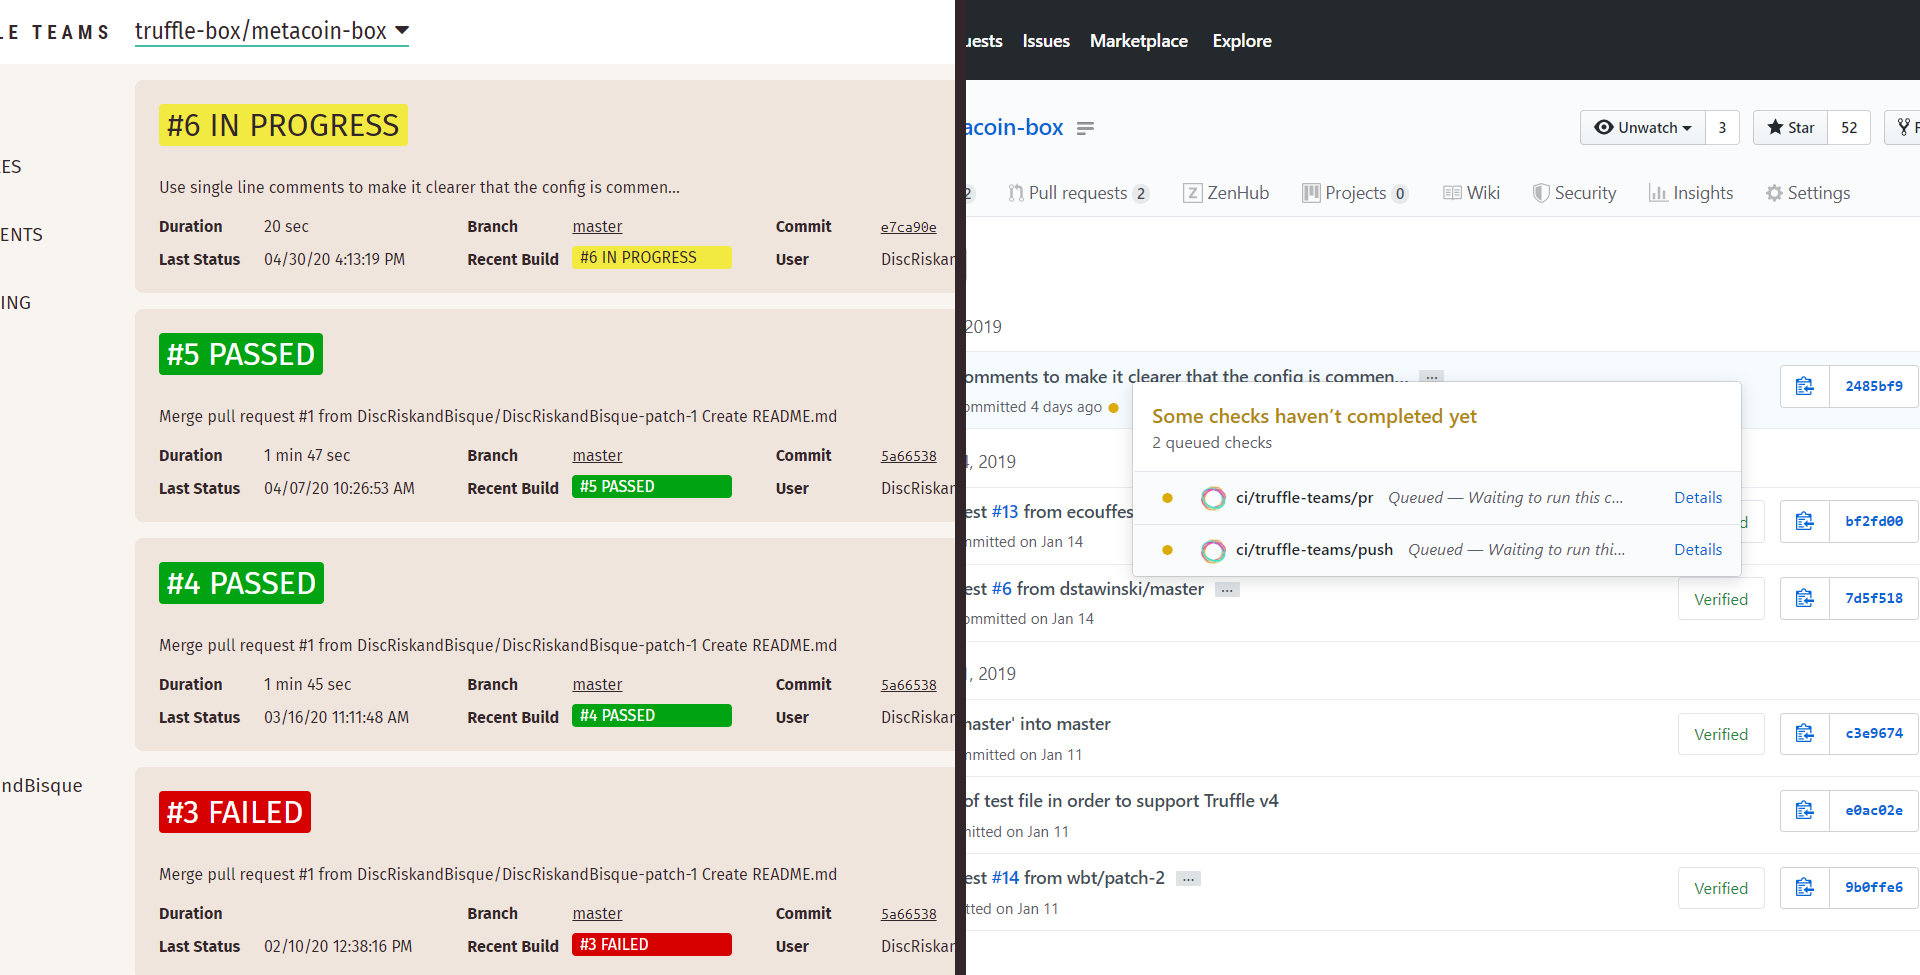 LE TEAMS
truffle-box/metacoin-box
ES
ENTS
ING
ndBisque
#6 IN PROGRESS
Use single line comments to make it clearer that the config is commen...
Duration 20 sec Branch master Commit e7ca90e
Last Status 04/30/20 4:13:19 PM Recent Build #6 IN PROGRESS User DiscRiskan
#5 PASSED
Merge pull request #1 from DiscRiskandBisque/DiscRiskandBisque-patch-1 Create README.md
Duration 1 min 47 sec Branch master Commit 5a66538
Last Status 04/07/20 10:26:53 AM Recent Build #5 PASSED User DiscRiskan
#4 PASSED
Merge pull request #1 from DiscRiskandBisque/DiscRiskandBisque-patch-1 Create README.md
Duration 1 min 45 sec Branch master Commit 5a66538
Last Status 03/16/20 11:11:48 AM Recent Build #4 PASSED User DiscRiskan
#3 FAILED
Merge pull request #1 from DiscRiskandBisque/DiscRiskandBisque-patch-1 Create README.md
Duration Branch master Commit 5a66538
Last Status 02/10/20 12:38:16 PM Recent Build #3 FAILED User DiscRiskan
uests Issues Marketplace Explore
acoin-box
Unwatch 3 Star 52 F
2 Pull requests 2 ZenHub Projects 0 Wiki Security Insights Settings
2019
omments to make it clearer that the config is commen... ...
ommitted 4 days ago
2485bf9
Some checks haven't completed yet
2 queued checks
ci/truffle-teams/pr Queued — Waiting to run this c... Details
ci/truffle-teams/push Queued — Waiting to run thi... Details
4, 2019
est #13 from ecouffes
mmitted on Jan 14
d
bf2fd00
est #6 from dstawinski/master ...
ommitted on Jan 14
Verified 7d5f518
1, 2019
master' into master
mmitted on Jan 11
Verified c3e9674
of test file in order to support Truffle v4
mitted on Jan 11
e0ac02e
est #14 from wbt/patch-2 ...
tted on Jan 11
Verified 9b0ffe6